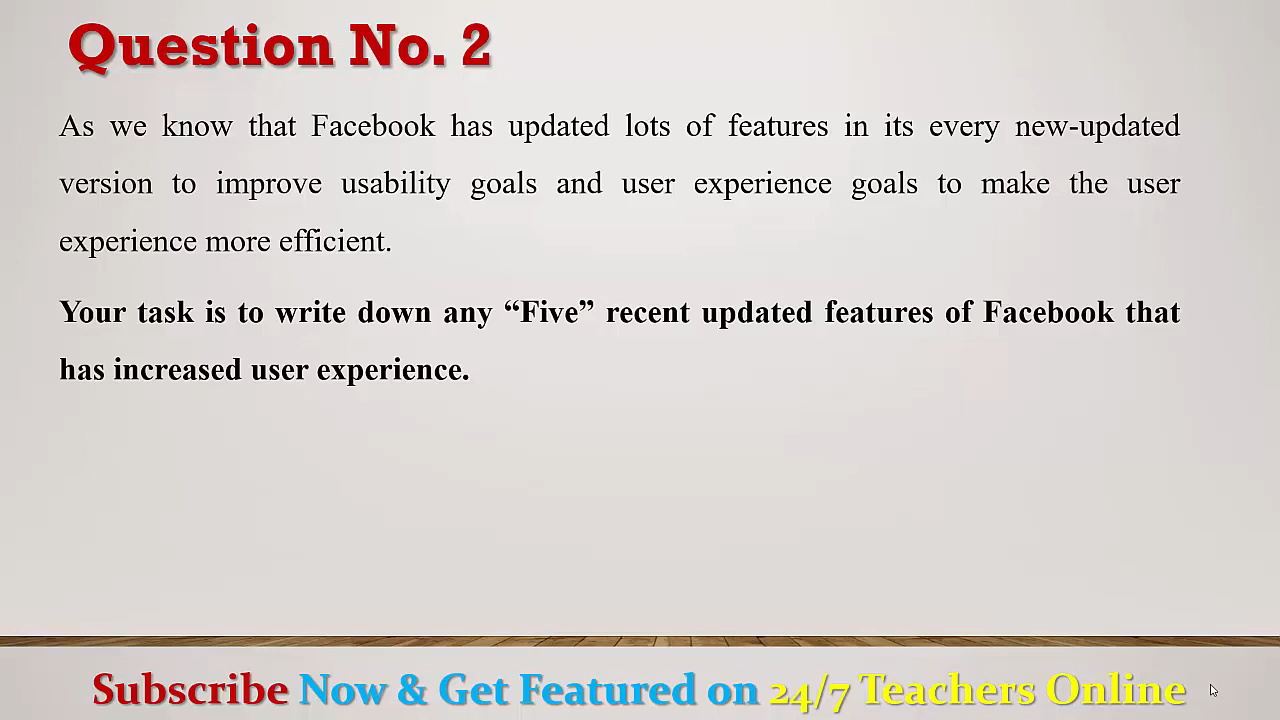 Question No. 2
As we know that Facebook has updated lots of features in its every new-updated
version to improve usability goals and user experience goals to make the user
experience more efficient.
Your task is to write down any “Five” recent updated features of Facebook that
has increased user experience.
Subscribe Now & Get Featured on 24/7 Teachers Online